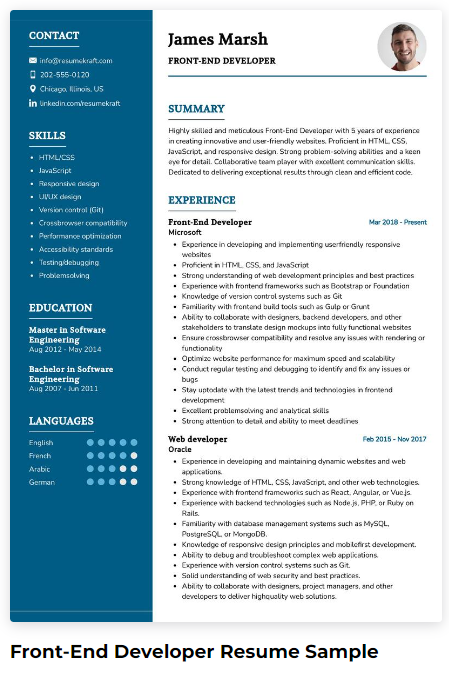 CONTACT
info@resumekraft.com
202-555-0120
Chicago, Illinois, US
linkedin.com/resumekraft
SKILLS
• HTML/CSS
• JavaScript
• Responsive design
• UI/UX design
• Version control (Git)
• Crossbrowser compatibility
• Performance optimization
• Accessibility standards
• Testing/debugging
• Problemsolving
EDUCATION
Master in Software
Engineering
Aug 2012 - May 2014
Bachelor in Software
Engineering
Aug 2007 - Jun 2011
LANGUAGES
English
French
Arabic
German
James Marsh
FRONT-END DEVELOPER
SUMMARY
Highly skilled and meticulous Front-End Developer with 5 years of experience
in creating innovative and user-friendly websites. Proficient in HTML, CSS,
JavaScript, and responsive design. Strong problem-solving abilities and a keen
eye for detail. Collaborative team player with excellent communication skills.
Dedicated to delivering exceptional results through clean and efficient code.
EXPERIENCE
Front-End Developer Mar 2018 - Present
Microsoft
• Experience in developing and implementing userfriendly responsive
websites
• Proficient in HTML, CSS, and JavaScript
• Strong understanding of web development principles and best practices
• Experience with frontend frameworks such as Bootstrap or Foundation
• Knowledge of version control systems such as Git
• Familiarity with frontend build tools such as Gulp or Grunt
• Ability to collaborate with designers, backend developers, and other
stakeholders to translate design mockups into fully functional websites
• Ensure crossbrowser compatibility and resolve any issues with rendering or
functionality
• Optimize website performance for maximum speed and scalability
• Conduct regular testing and debugging to identify and fix any issues or
bugs
• Stay uptodate with the latest trends and technologies in frontend
development
• Excellent problemsolving and analytical skills
• Strong attention to detail and ability to meet deadlines
Web developer Feb 2015 - Nov 2017
Oracle
• Experience in developing and maintaining dynamic websites and web
applications.
• Strong knowledge of HTML, CSS, JavaScript, and other web technologies.
• Experience with frontend frameworks such as React, Angular, or Vue.js.
• Experience with backend technologies such as Node.js, PHP, or Ruby on
Rails.
• Familiarity with database management systems such as MySQL,
PostgreSQL, or MongoDB.
• Knowledge of responsive design principles and mobilefirst development.
• Ability to debug and troubleshoot complex web applications.
• Experience with version control systems such as Git.
• Solid understanding of web security and best practices.
• Ability to collaborate with designers, project managers, and other
developers to deliver highquality web solutions.
Front-End Developer Resume Sample